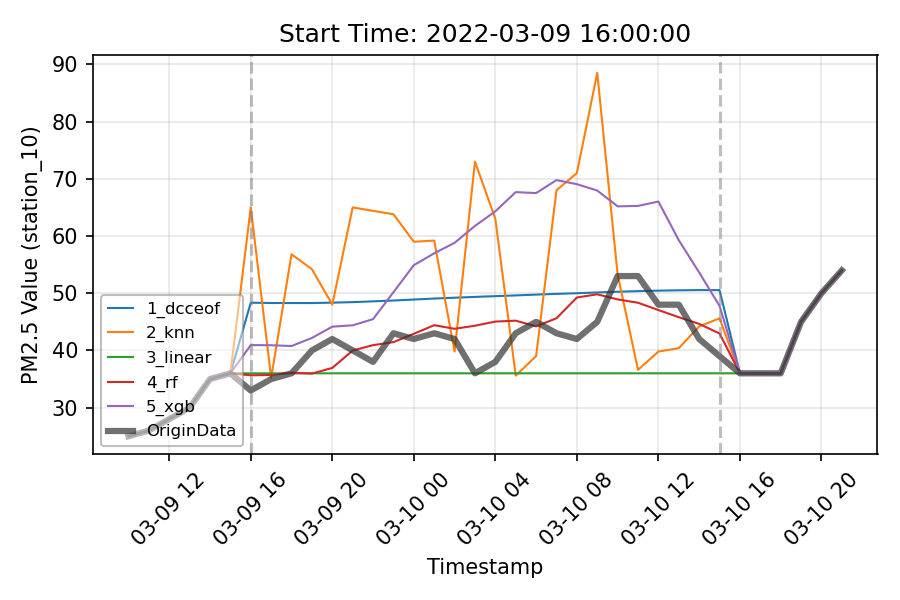 Start Time: 2022-03-09 16:00:00
PM2.5 Value (station_10)
90
80
70
60
50
40
30
1_dcceof
2_knn
3_linear
4_rf
5_xgb
OriginData
03-09 12
03-09 16
03-09 20
03-10 00
03-10 04
03-10 08
03-10 12
03-10 16
03-10 20
Timestamp